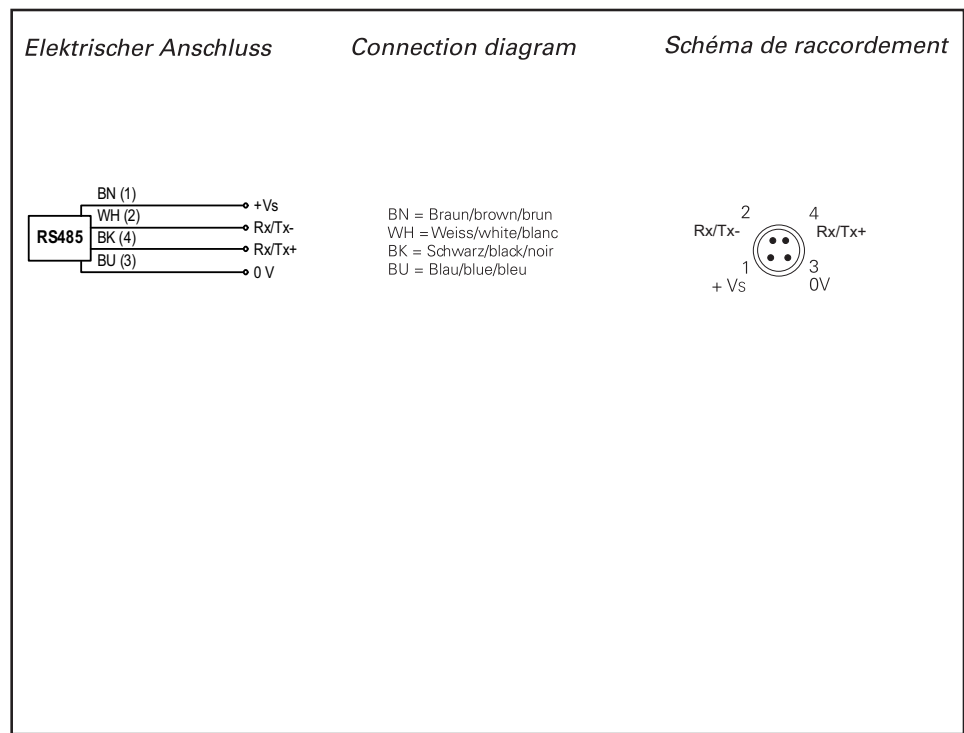 Elektrischer Anschluss
Connection diagram
Schéma de raccordement
BN (1)
+Vs
WH (2)
Rx/Tx-
RS485
BK (4)
Rx/Tx+
BU (3)
0 V
BN = Braun/brown/brun
WH = Weiss/white/blanc
BK = Schwarz/black/noir
BU = Blau/blue/bleu
2
4
Rx/Tx-
Rx/Tx+
1
3
+ Vs
0V